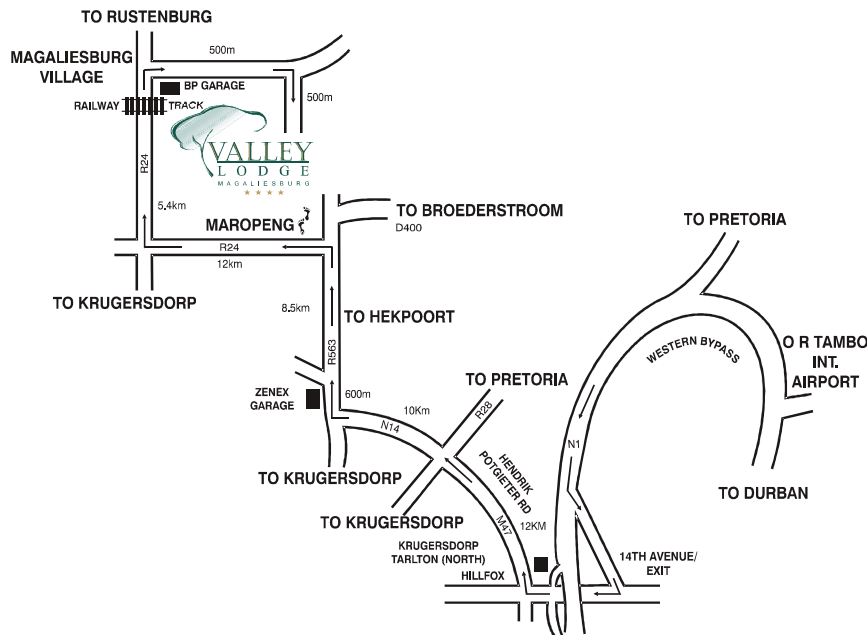 TO RUSTENBURG
500m
MAGALIESBURG
VILLAGE
BP GARAGE
500m
RAILWAY
TRACK
VALLEY
LODGE
MAGALIESBURG
R24
5.4km
MAROPENG
TO BROEDERSTROOM
D400
R24
12km
TO KRUGERSDORP
8.5km
TO HEKPOORT
R563
ZENEX
GARAGE
600m
10Km
N14
TO PRETORIA
R28
TO KRUGERSDORP
TO KRUGERSDORP
HENDRIK
POTGIETER RD
M47
12KM
KRUGERSDORP
TARLTON (NORTH)
HILLFOX
TO PRETORIA
WESTERN BYPASS
O R TAMBO
INT.
AIRPORT
N1
TO DURBAN
14TH AVENUE/
EXIT